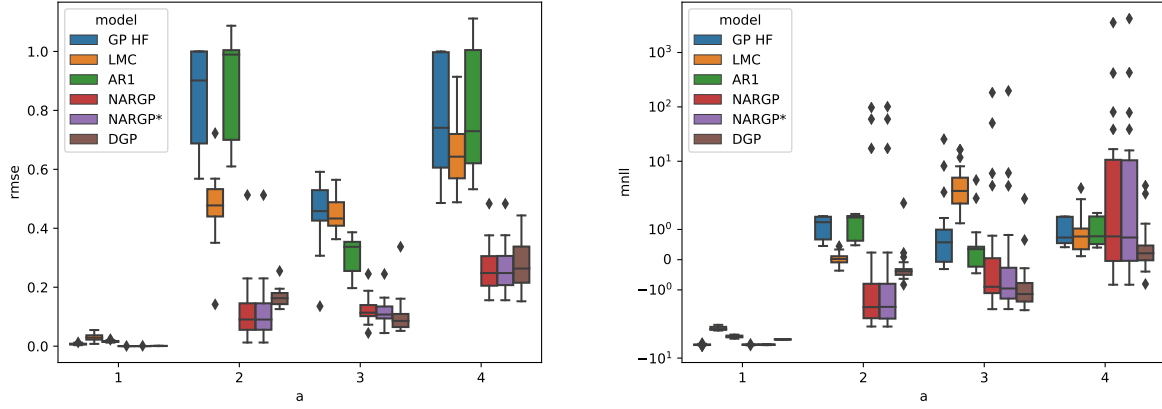 model
GP HF
LMC
AR1
NARGP
NARGP*
DGP
rmse
1.0
0.8
0.6
0.4
0.2
0.0
1 2 3 4
a
model
GP HF
LMC
AR1
NARGP
NARGP*
DGP
mnll
10³
10²
10¹
10⁰
0
−10⁰
−10¹
1 2 3 4
a